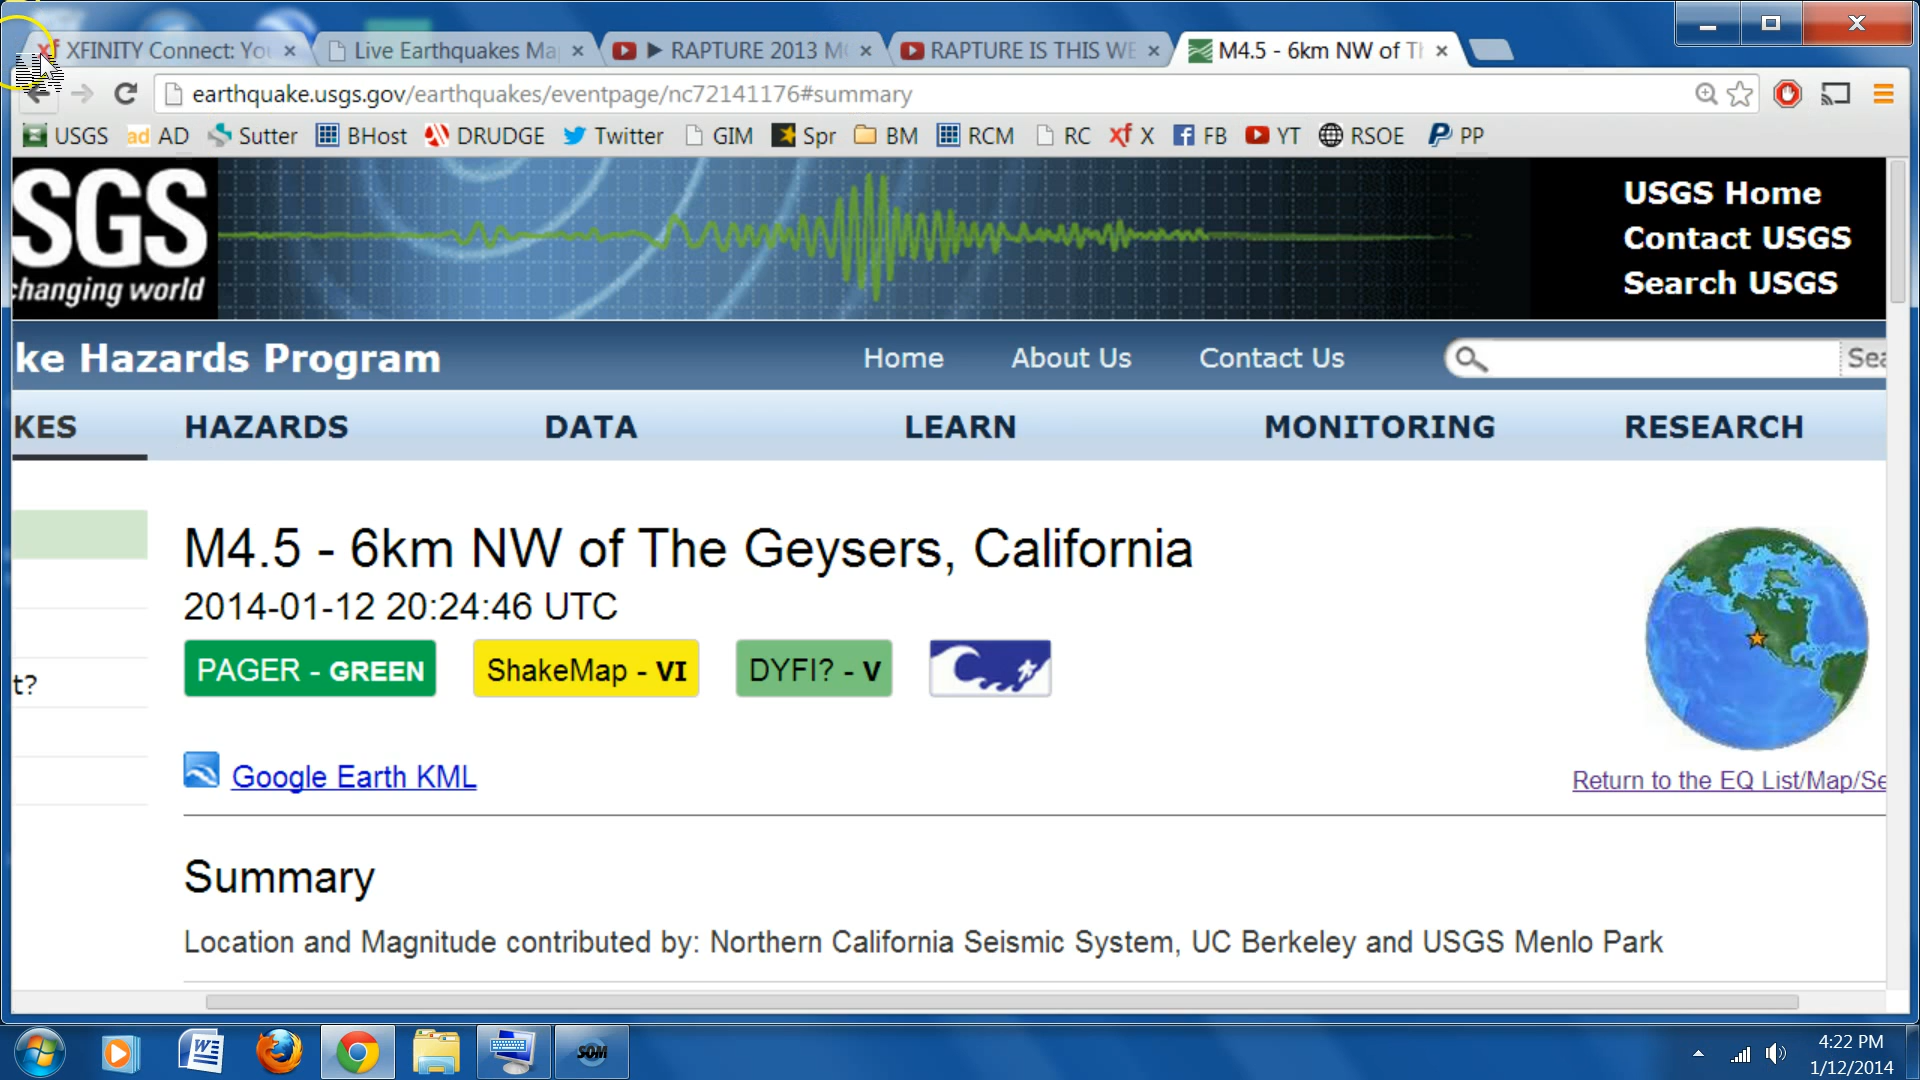 xf XFINITY Connect: You
Live Earthquakes Ma
▶ RAPTURE 2013 M
RAPTURE IS THIS WE
M4.5 - 6km NW of Th
earthquake.usgs.gov/earthquakes/eventpage/nc72141176#summary
USGS ad AD Sutter BHost DRUDGE Twitter GIM Spr BM RCM RC xf X FB YT RSOE PP
SGS
changing world
USGS Home
Contact USGS
Search USGS
ke Hazards Program
Home About Us Contact Us Sea
KES HAZARDS DATA LEARN MONITORING RESEARCH
M4.5 - 6km NW of The Geysers, California
2014-01-12 20:24:46 UTC
PAGER - GREEN ShakeMap - VI DYFI? - V
t?
Google Earth KML
Return to the EQ List/Map/Se
Summary
Location and Magnitude contributed by: Northern California Seismic System, UC Berkeley and USGS Menlo Park
SOM
4:22 PM
1/12/2014